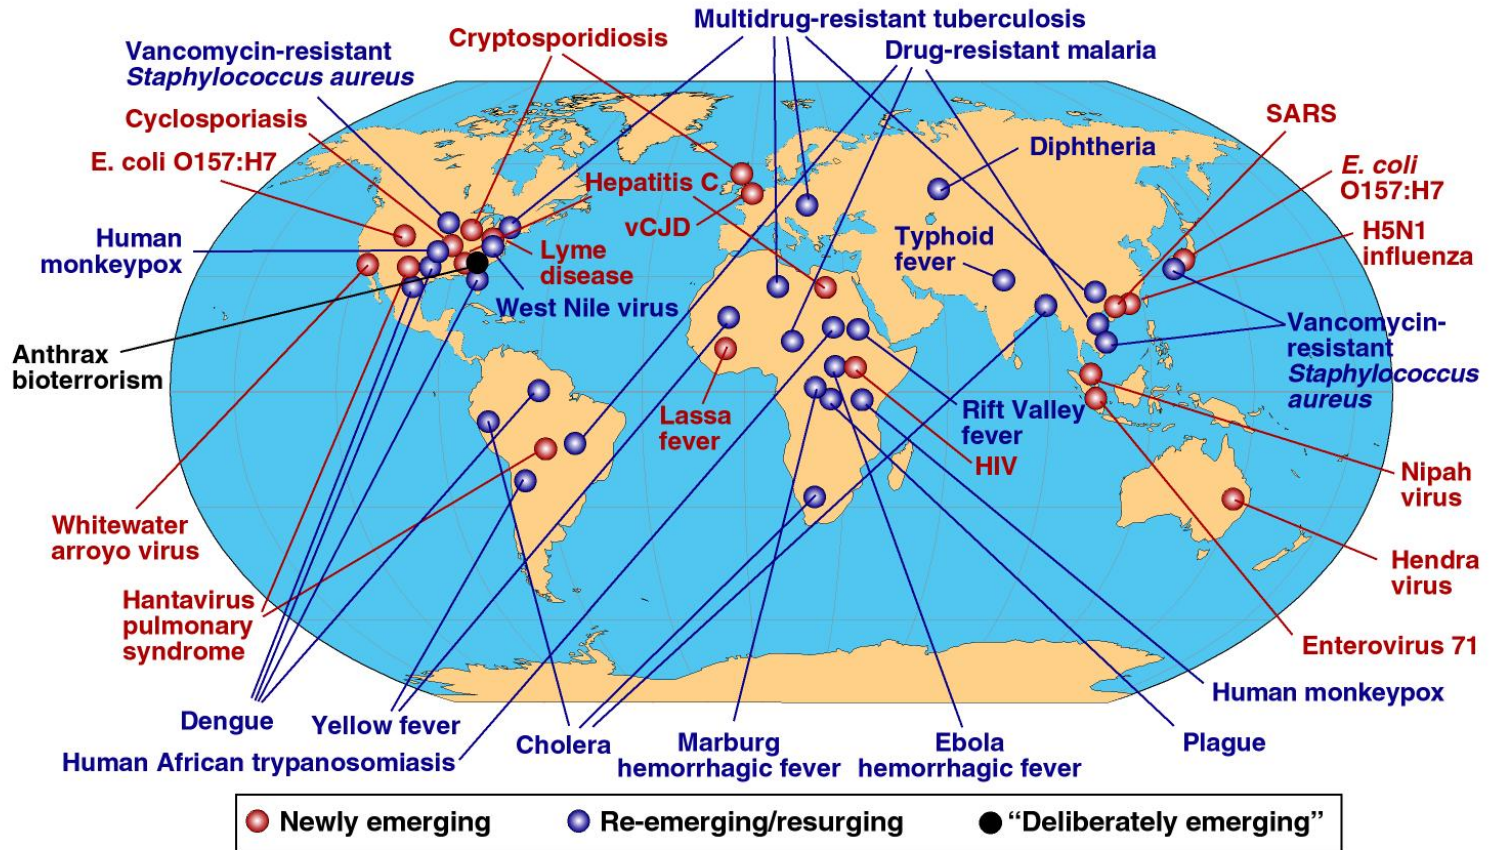 Multidrug-resistant tuberculosis
Cryptosporidiosis
Vancomycin-resistant
Staphylococcus aureus
Drug-resistant malaria
Cyclosporiasis
SARS
E. coli O157:H7
Diphtheria
E. coli
O157:H7
Hepatitis C
vCJD
Human
monkeypox
Lyme
disease
Typhoid
fever
H5N1
influenza
West Nile virus
Vancomycin-
resistant
Staphylococcus
aureus
Anthrax
bioterrorism
Lassa
fever
Rift Valley
fever
HIV
Nipah
virus
Whitewater
arroyo virus
Hendra
virus
Hantavirus
pulmonary
syndrome
Enterovirus 71
Human monkeypox
Dengue
Yellow fever
Cholera
Marburg
hemorrhagic fever
Ebola
hemorrhagic fever
Plague
Human African trypanosomiasis
Newly emerging
Re-emerging/resurging
“Deliberately emerging”